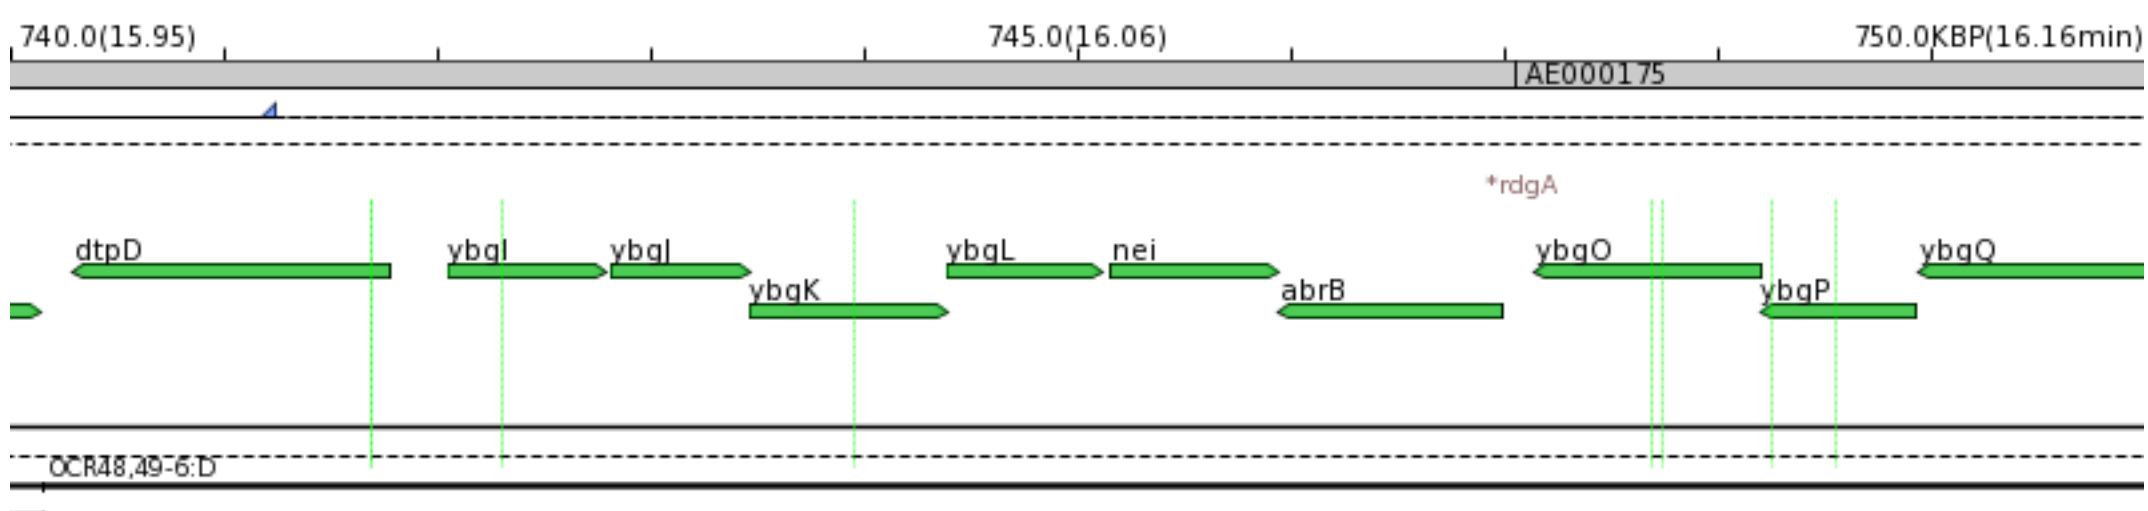 740.0(15.95) 745.0(16.06) 750.0KBP(16.16min)
AE000175
*rdgA
dtpD ybgI ybgJ ybgL nei ybgO ybgQ
ybgK abrB ybgP
OCR48,49-6:D